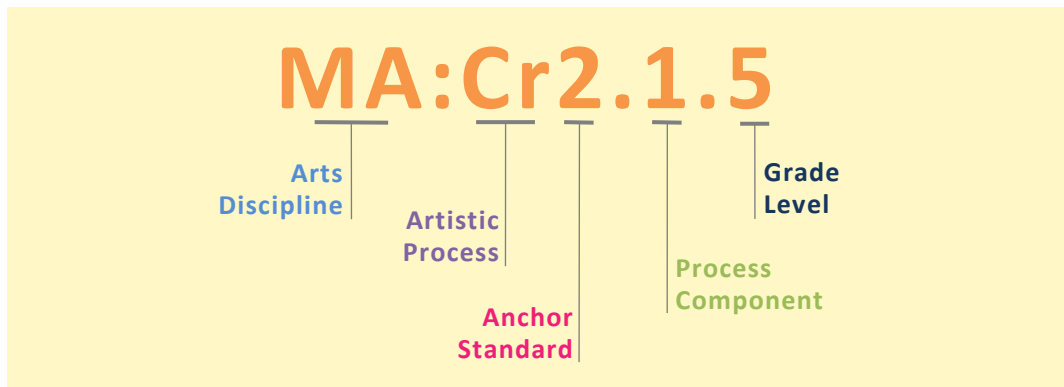 MA:Cr2.1.5
Arts
Discipline
Artistic
Process
Anchor
Standard
Process
Component
Grade
Level